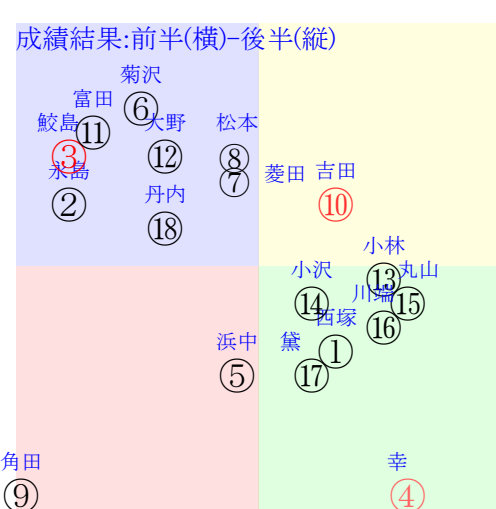 成績結果:前半(横)-後半(縦)
菊沢
⑥
富田
⑪
鮫島
③
大野
⑫
松本
⑧
⑦
菱田
吉田
⑩
永島
②
丹内
⑱
小林
⑬
小沢
⑭
丸山
⑮
川端
⑯
西塚
①
浜中
⑤
黛
⑰
角田
⑨
幸
④